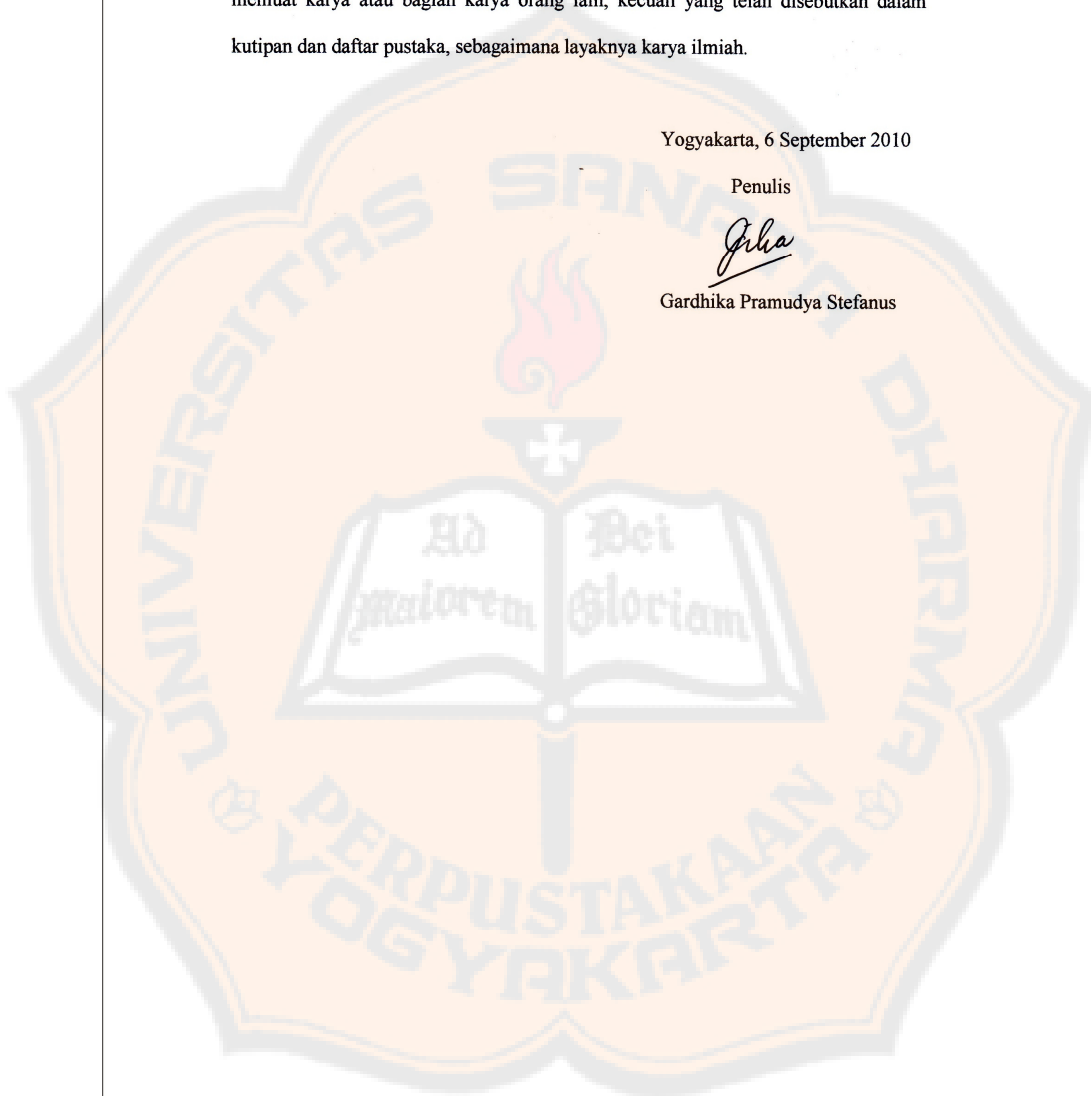 memuat karya atau bagian karya orang lain, kecuali yang telah disebutkan dalam
kutipan dan daftar pustaka, sebagaimana layaknya karya ilmiah.
Yogyakarta, 6 September 2010
Penulis
Gardhika Pramudya Stefanus
UNIVERSITAS SANATA DHARMA
Ad Dei
Maiorem Gloriam
PERPUSTAKAAN
YOGYAKARTA